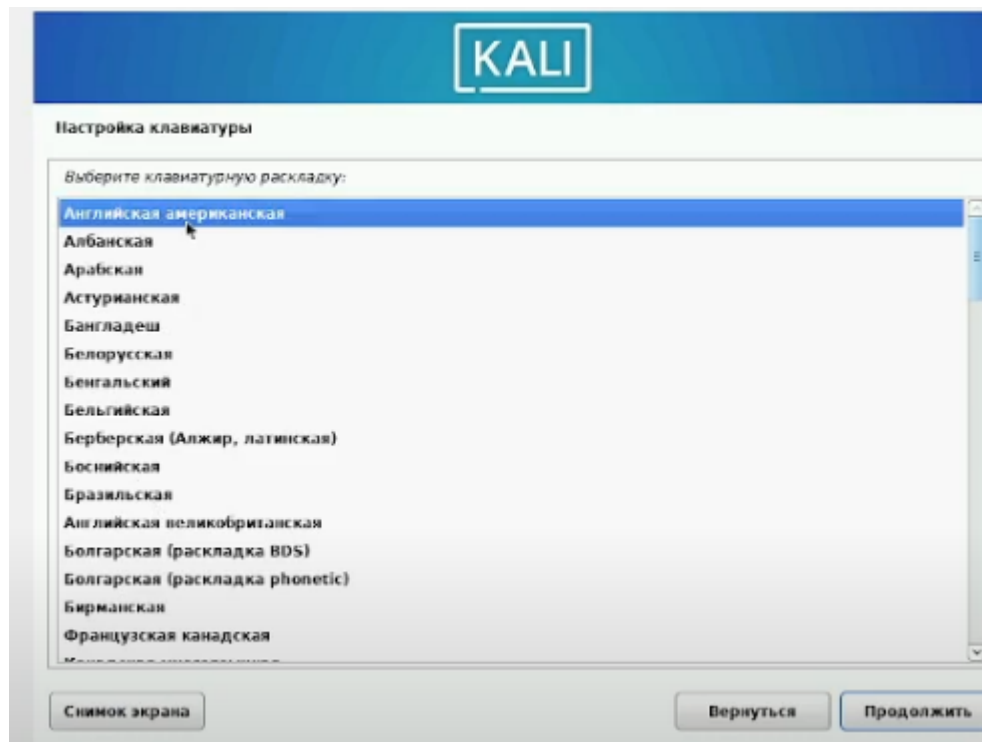 KALI
Настройка клавиатуры
Выберите клавиатурную раскладку:
Английская американская
Албанская
Арабская
Астурианская
Бангладеш
Белорусская
Бенгальский
Бельгийская
Берберская (Алжир, латинская)
Боснийская
Бразильская
Английская великобританская
Болгарская (раскладка BDS)
Болгарская (раскладка phonetic)
Бирманская
Французская канадская
Снимок экрана
Вернуться
Продолжить